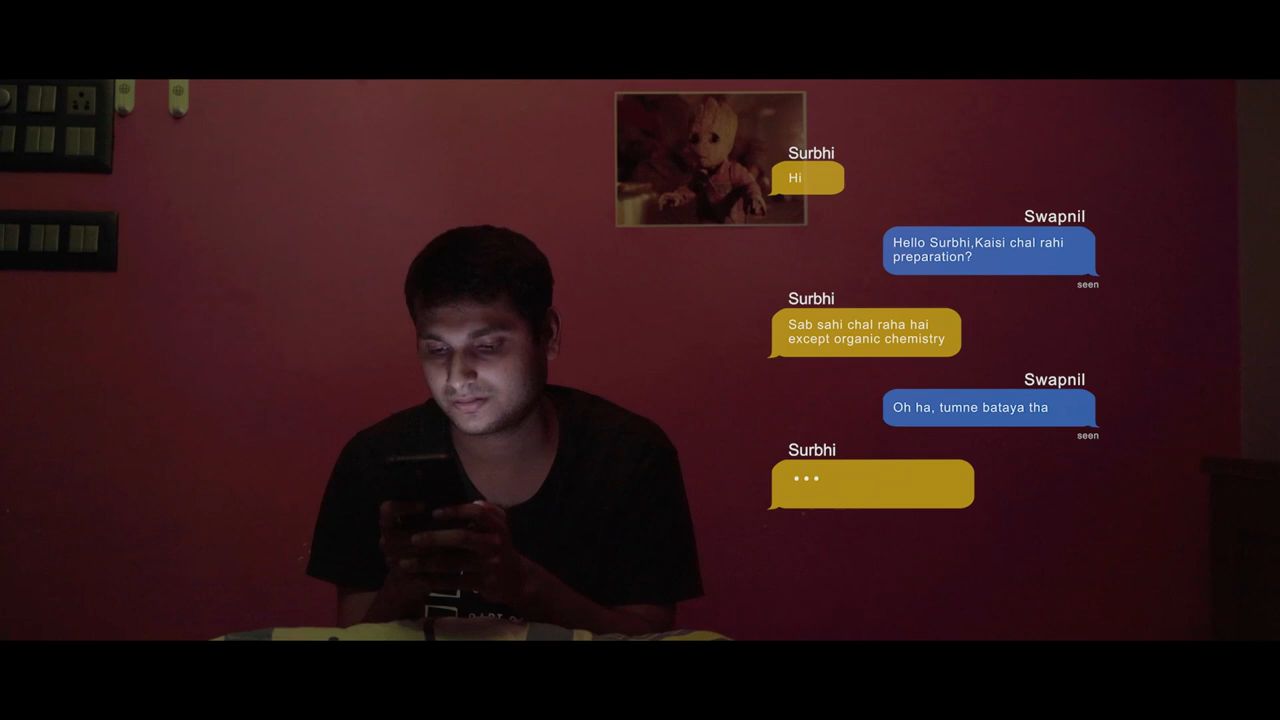 Surbhi
Hi
Swapnil
Hello Surbhi,Kaisi chal rahi
preparation?
seen
Surbhi
Sab sahi chal raha hai
except organic chemistry
Swapnil
Oh ha, tumne bataya tha
seen
Surbhi
...